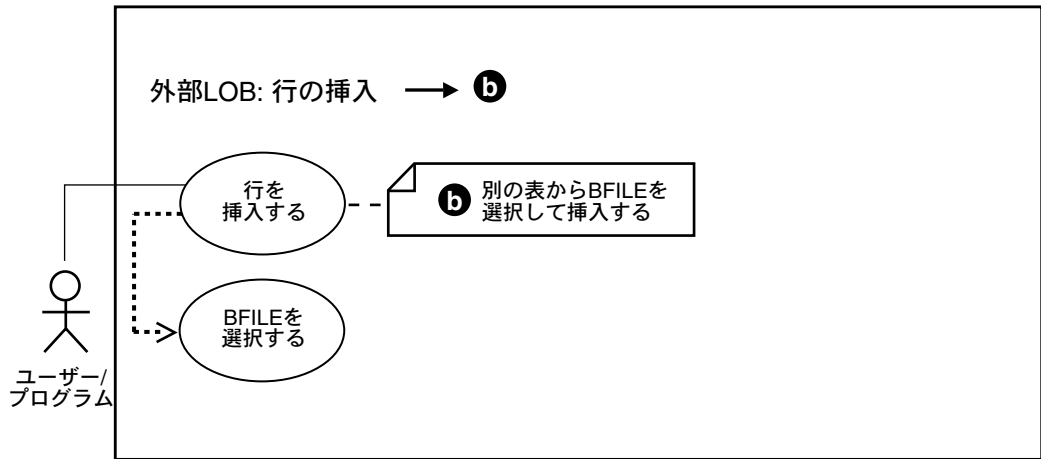 外部LOB: 行の挿入 → b
行を
挿入する
b 別の表からBFILEを
選択して挿入する
BFILEを
選択する
ユーザー/
プログラム